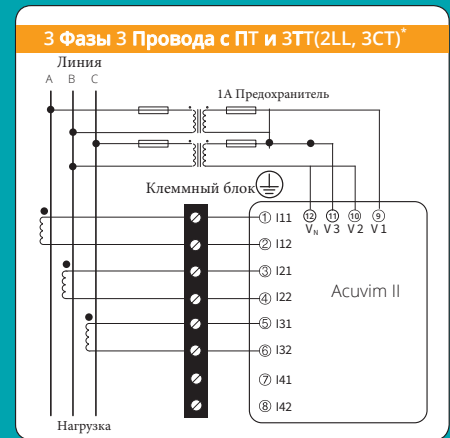 3 Фазы 3 Провода с ПТ и 3ТТ(2LL, 3CT)*
Линия
A B C
1А Предохранитель
Клеммный блок
12 11 10 9
VN V3 V2 V1
1 I11
2 I12
3 I21
4 I22
Acuvim II
5 I31
6 I32
7 I41
8 I42
Нагрузка